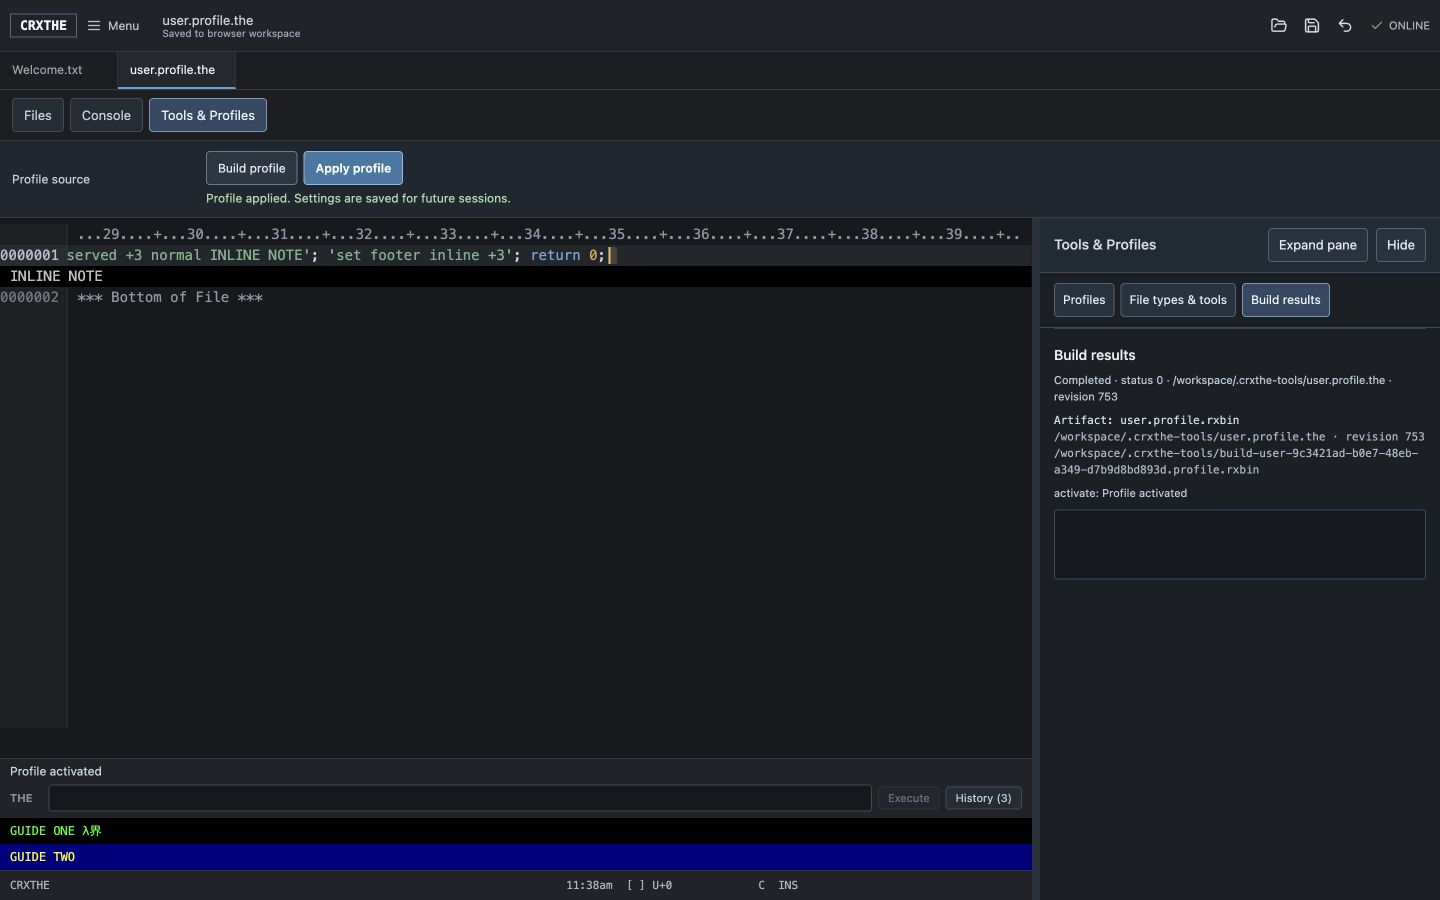 CRXTHE
Menu
user.profile.the
Saved to browser workspace
ONLINE
Welcome.txt
user.profile.the
Files
Console
Tools & Profiles
Profile source
Build profile
Apply profile
Profile applied. Settings are saved for future sessions.
...29....+...30....+...31....+...32....+...33....+...34....+...35....+...36....+...37....+...38....+...39....+..
0000001 served +3 normal INLINE NOTE'; 'set footer inline +3'; return 0;
INLINE NOTE
0000002 *** Bottom of File ***
Profile activated
THE
Execute
History (3)
GUIDE ONE λ界
GUIDE TWO
CRXTHE
11:38am [ ] U+0 C INS
Tools & Profiles
Expand pane
Hide
Profiles
File types & tools
Build results
Build results
Completed · status 0 · /workspace/.crxthe-tools/user.profile.the ·
revision 753
Artifact: user.profile.rxbin
/workspace/.crxthe-tools/user.profile.the · revision 753
/workspace/.crxthe-tools/build-user-9c3421ad-b0e7-48eb-
a349-d7b9d8bd893d.profile.rxbin
activate: Profile activated